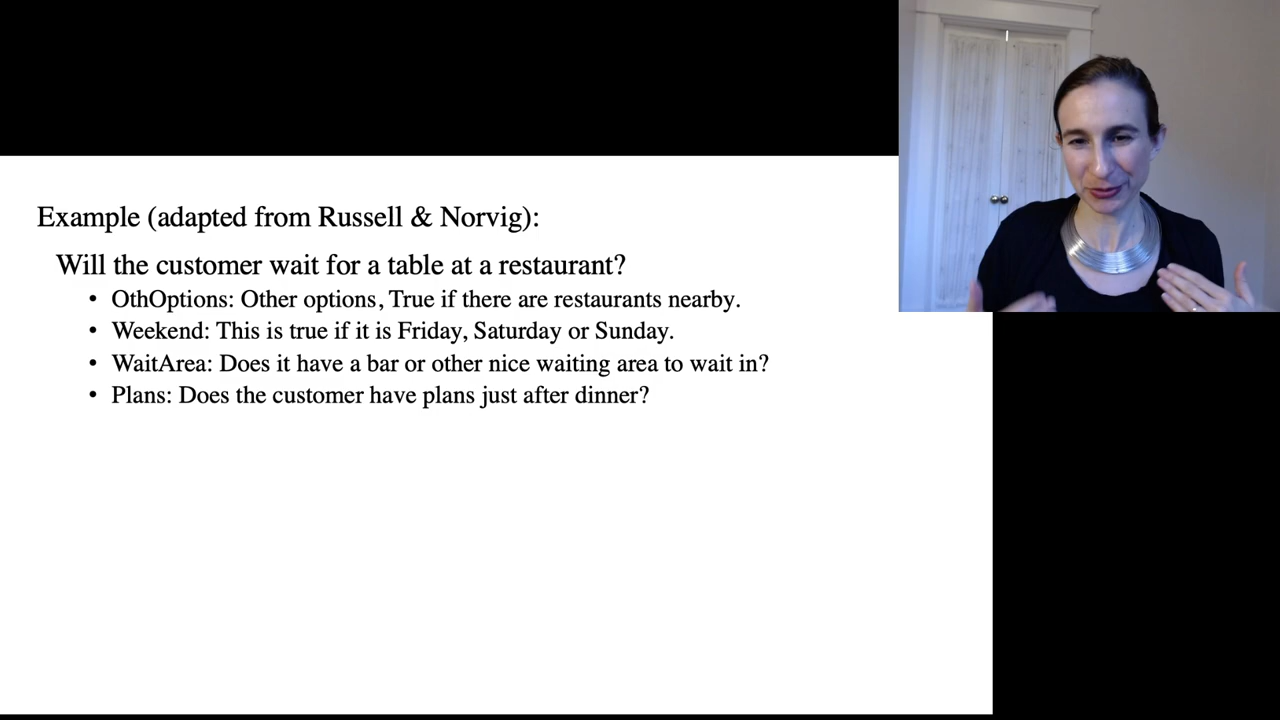 Example (adapted from Russell & Norvig):
Will the customer wait for a table at a restaurant?
• OthOptions: Other options, True if there are restaurants nearby.
• Weekend: This is true if it is Friday, Saturday or Sunday.
• WaitArea: Does it have a bar or other nice waiting area to wait in?
• Plans: Does the customer have plans just after dinner?